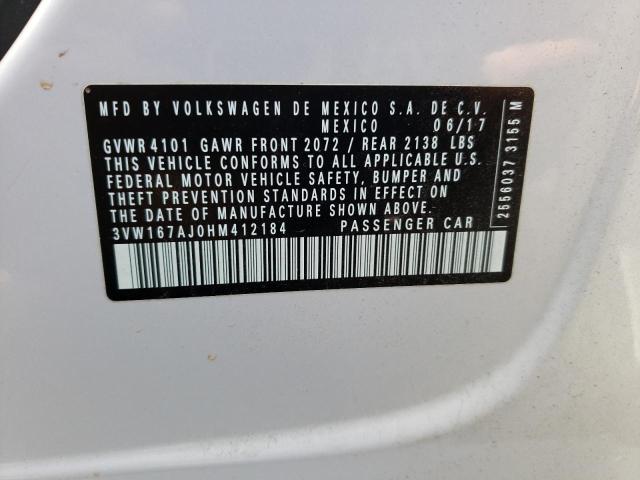 MFD BY VOLKSWAGEN DE MEXICO S.A. DE C.V.
MEXICO 06/17
GVWR 4101 GAWR FRONT 2072 / REAR 2138 LBS
THIS VEHICLE CONFORMS TO ALL APPLICABLE U.S.
FEDERAL MOTOR VEHICLE SAFETY, BUMPER AND
THEFT PREVENTION STANDARDS IN EFFECT ON
THE DATE OF MANUFACTURE SHOWN ABOVE.
3VW167AJ0HM412184 PASSENGER CAR
2556037 3155 M